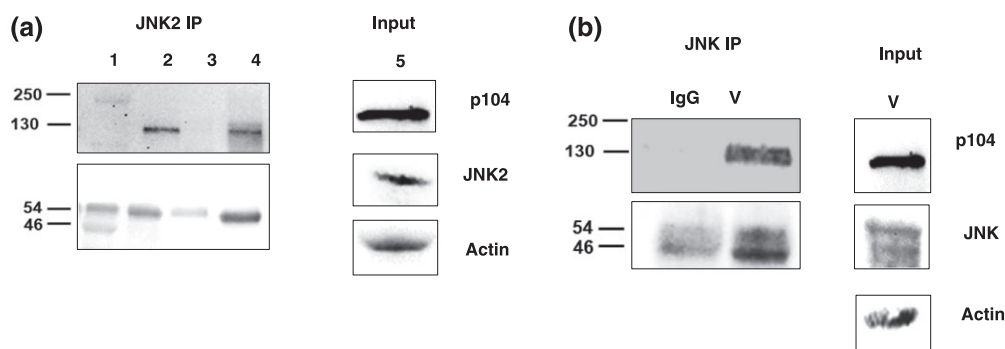 (a)
JNK2 IP
Input
1 2 3 4
5
250
130
p104
54
46
JNK2
Actin
(b)
JNK IP
Input
IgG V
V
250
130
p104
54
46
JNK
Actin